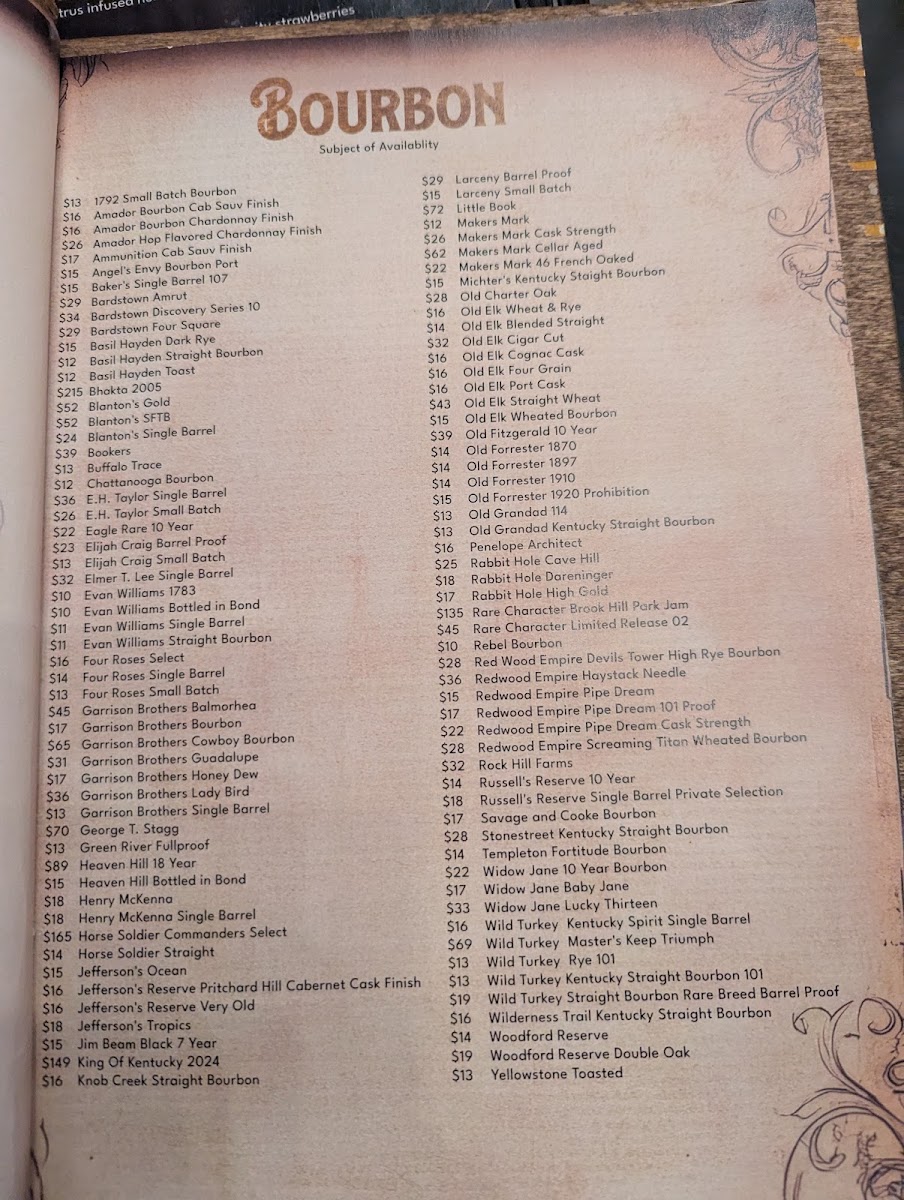 trus infused
strawberries
BOURBON
Subject of Availablity
$13 1792 Small Batch Bourbon
$16 Amador Bourbon Cab Sauv Finish
$16 Amador Bourbon Chardonnay Finish
$26 Amador Hop Flavored Chardonnay Finish
$17 Ammunition Cab Sauv Finish
$15 Angel's Envy Bourbon Port
$15 Baker's Single Barrel 107
$29 Bardstown Amrut
$34 Bardstown Discovery Series 10
$29 Bardstown Four Square
$15 Basil Hayden Dark Rye
$12 Basil Hayden Straight Bourbon
$12 Basil Hayden Toast
$215 Bhakta 2005
$52 Blanton's Gold
$52 Blanton's SFTB
$24 Blanton's Single Barrel
$39 Bookers
$13 Buffalo Trace
$12 Chattanooga Bourbon
$36 E.H. Taylor Single Barrel
$26 E.H. Taylor Small Batch
$22 Eagle Rare 10 Year
$23 Elijah Craig Barrel Proof
$13 Elijah Craig Small Batch
$32 Elmer T. Lee Single Barrel
$10 Evan Williams 1783
$10 Evan Williams Bottled in Bond
$11 Evan Williams Single Barrel
$11 Evan Williams Straight Bourbon
$16 Four Roses Select
$14 Four Roses Single Barrel
$13 Four Roses Small Batch
$45 Garrison Brothers Balmorhea
$17 Garrison Brothers Bourbon
$65 Garrison Brothers Cowboy Bourbon
$31 Garrison Brothers Guadalupe
$17 Garrison Brothers Honey Dew
$36 Garrison Brothers Lady Bird
$13 Garrison Brothers Single Barrel
$70 George T. Stagg
$13 Green River Fullproof
$89 Heaven Hill 18 Year
$15 Heaven Hill Bottled in Bond
$18 Henry McKenna
$18 Henry McKenna Single Barrel
$165 Horse Soldier Commanders Select
$14 Horse Soldier Straight
$15 Jefferson's Ocean
$16 Jefferson's Reserve Pritchard Hill Cabernet Cask Finish
$16 Jefferson's Reserve Very Old
$18 Jefferson's Tropics
$15 Jim Beam Black 7 Year
$149 King Of Kentucky 2024
$16 Knob Creek Straight Bourbon
$29 Larceny Barrel Proof
$15 Larceny Small Batch
$72 Little Book
$12 Makers Mark
$26 Makers Mark Cask Strength
$62 Makers Mark Cellar Aged
$22 Makers Mark 46 French Oaked
$15 Michter's Kentucky Staight Bourbon
$28 Old Charter Oak
$16 Old Elk Wheat & Rye
$14 Old Elk Blended Straight
$32 Old Elk Cigar Cut
$16 Old Elk Cognac Cask
$16 Old Elk Four Grain
$16 Old Elk Port Cask
$43 Old Elk Straight Wheat
$15 Old Elk Wheated Bourbon
$39 Old Fitzgerald 10 Year
$14 Old Forrester 1870
$14 Old Forrester 1897
$14 Old Forrester 1910
$15 Old Forrester 1920 Prohibition
$13 Old Grandad 114
$13 Old Grandad Kentucky Straight Bourbon
$16 Penelope Architect
$25 Rabbit Hole Cave Hill
$18 Rabbit Hole Dareninger
$17 Rabbit Hole High Gold
$135 Rare Character Brook Hill Park Jam
$45 Rare Character Limited Release 02
$10 Rebel Bourbon
$28 Red Wood Empire Devils Tower High Rye Bourbon
$36 Redwood Empire Haystack Needle
$15 Redwood Empire Pipe Dream
$17 Redwood Empire Pipe Dream 101 Proof
$22 Redwood Empire Pipe Dream Cask Strength
$28 Redwood Empire Screaming Titan Wheated Bourbon
$32 Rock Hill Farms
$14 Russell's Reserve 10 Year
$18 Russell's Reserve Single Barrel Private Selection
$17 Savage and Cooke Bourbon
$28 Stonestreet Kentucky Straight Bourbon
$14 Templeton Fortitude Bourbon
$22 Widow Jane 10 Year Bourbon
$17 Widow Jane Baby Jane
$33 Widow Jane Lucky Thirteen
$16 Wild Turkey Kentucky Spirit Single Barrel
$69 Wild Turkey Master's Keep Triumph
$13 Wild Turkey Rye 101
$13 Wild Turkey Kentucky Straight Bourbon 101
$19 Wild Turkey Straight Bourbon Rare Breed Barrel Proof
$16 Wilderness Trail Kentucky Straight Bourbon
$14 Woodford Reserve
$19 Woodford Reserve Double Oak
$13 Yellowstone Toasted